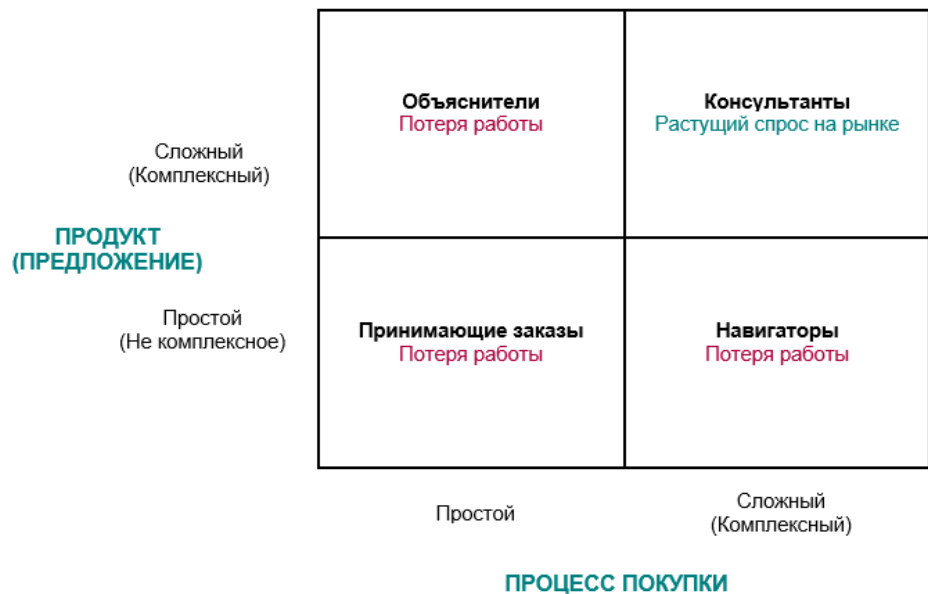 Объяснители
Потеря работы
Консультанты
Растущий спрос на рынке
Сложный
(Комплексный)
ПРОДУКТ
(ПРЕДЛОЖЕНИЕ)
Простой
(Не комплексное)
Принимающие заказы
Потеря работы
Навигаторы
Потеря работы
Простой
Сложный
(Комплексный)
ПРОЦЕСС ПОКУПКИ